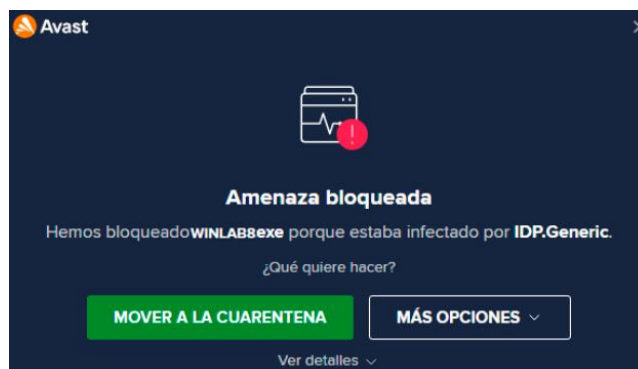 Avast
Amenaza bloqueada
Hemos bloqueadoWINLAB8exe porque estaba infectado por IDP.Generic.
¿Qué quiere hacer?
MOVER A LA CUARENTENA
MÁS OPCIONES
Ver detalles